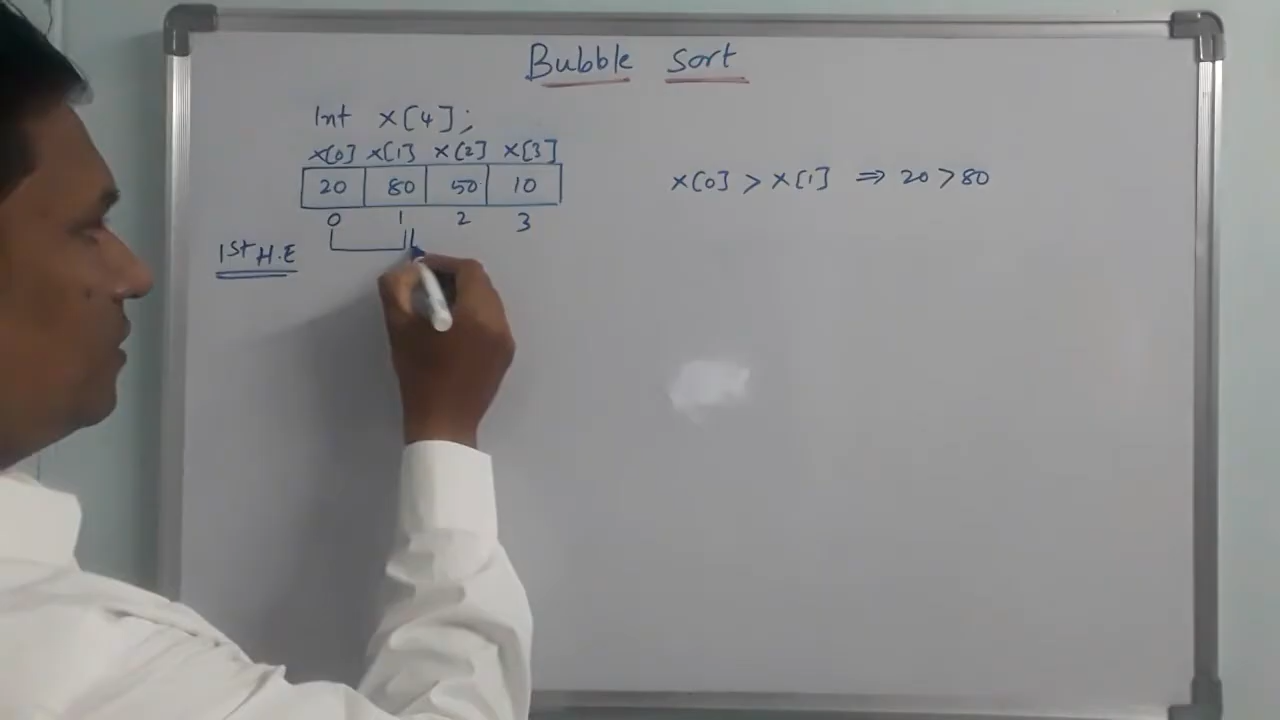 Bubble Sort
Int x[4];
x[0] x[1] x[2] x[3]
20 80 50 10
0 1 2 3
1st H.E
x[0] > x[1] ⇒ 20 > 80